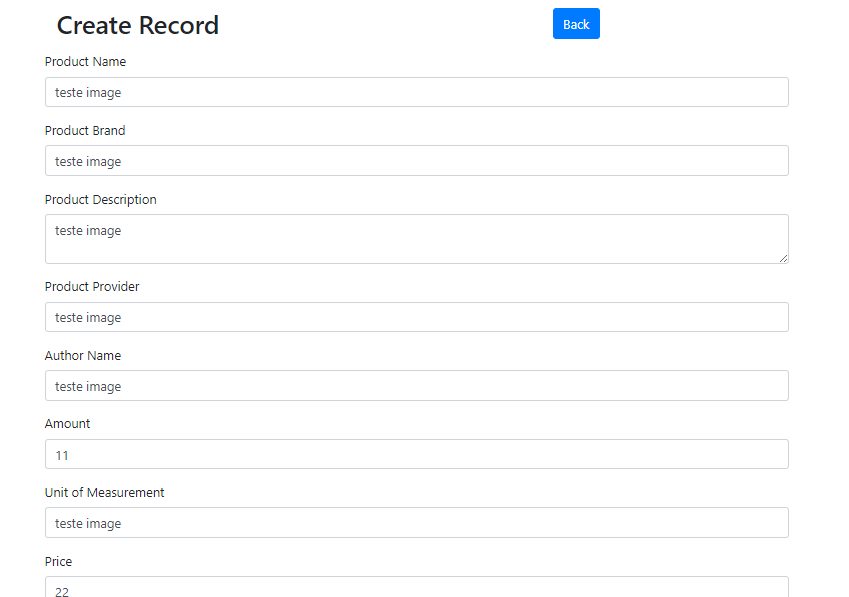 Create Record
Back
Product Name
teste image
Product Brand
teste image
Product Description
teste image
Product Provider
teste image
Author Name
teste image
Amount
11
Unit of Measurement
teste image
Price
22